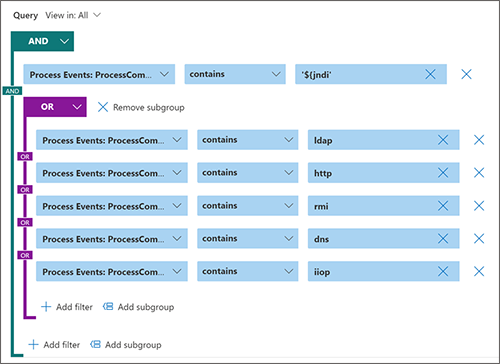 Query View in: All
AND
Process Events: ProcessCom... contains '${jndi'
AND
OR Remove subgroup
Process Events: ProcessCom... contains ldap
OR
Process Events: ProcessCom... contains http
OR
Process Events: ProcessCom... contains rmi
OR
Process Events: ProcessCom... contains dns
OR
Process Events: ProcessCom... contains iiop
Add filter Add subgroup
Add filter Add subgroup